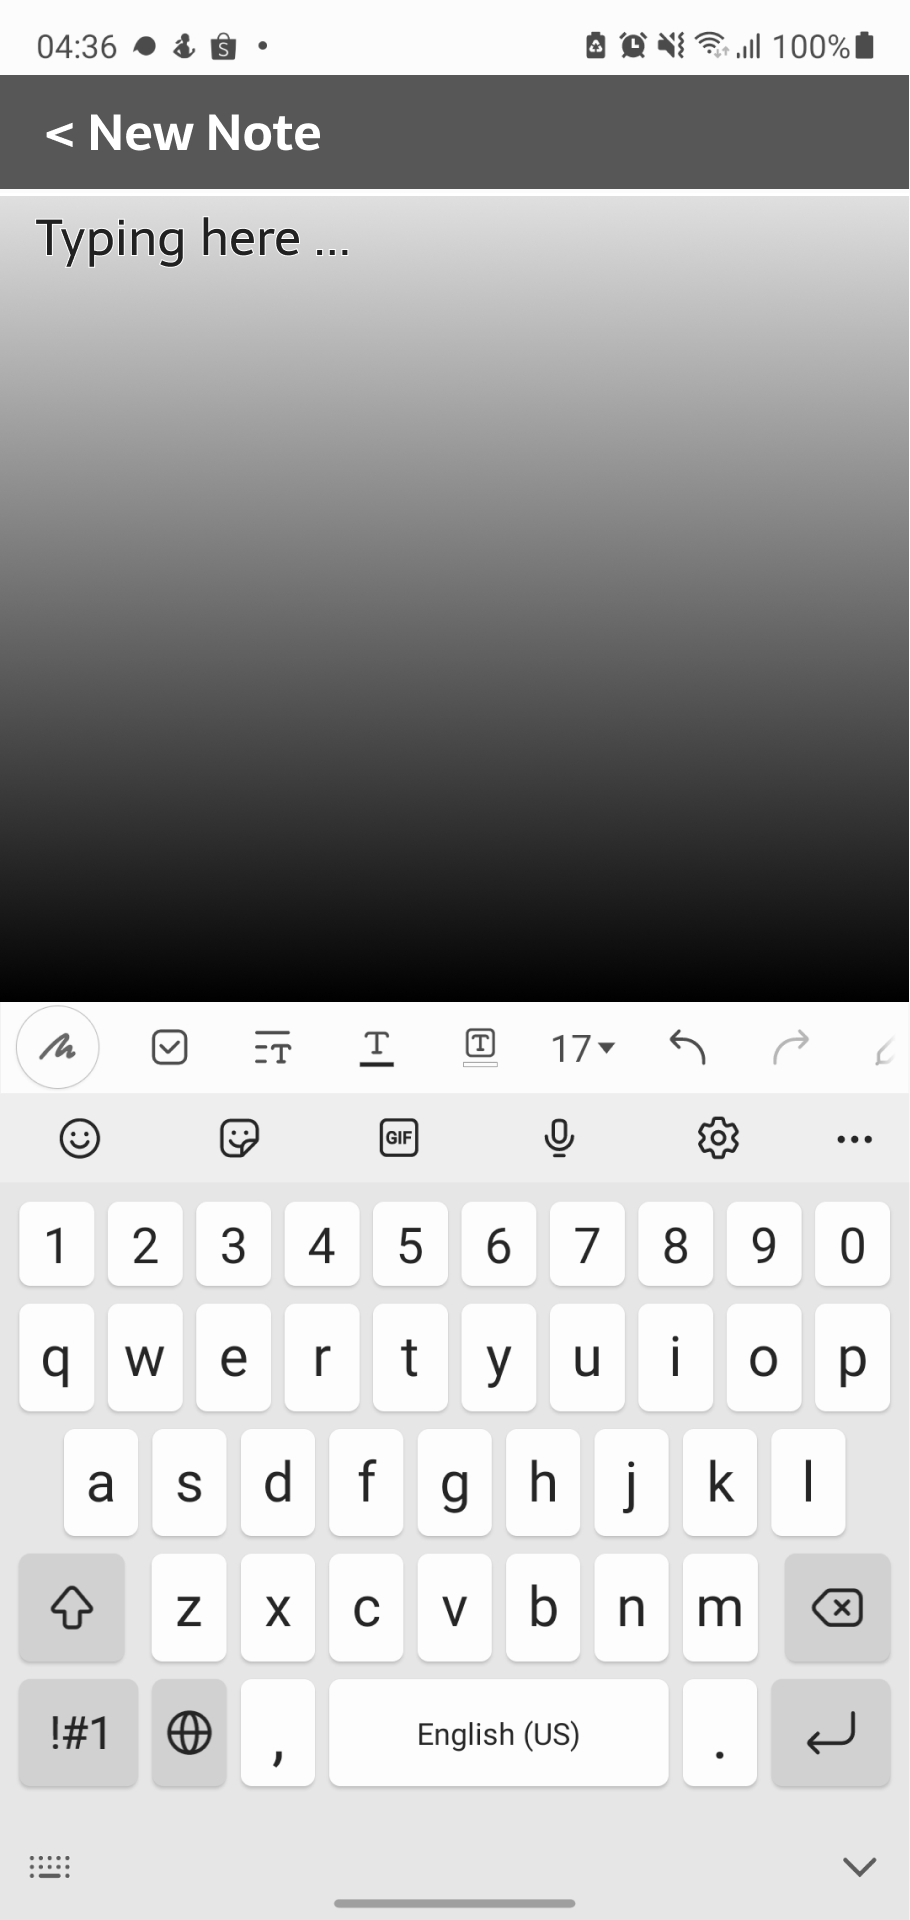 04:36 S 100%
< New Note
Typing here ...
T T T 17
GIF
1 2 3 4 5 6 7 8 9 0
q w e r t y u i o p
a s d f g h j k l
z x c v b n m
!#1 , English (US) .